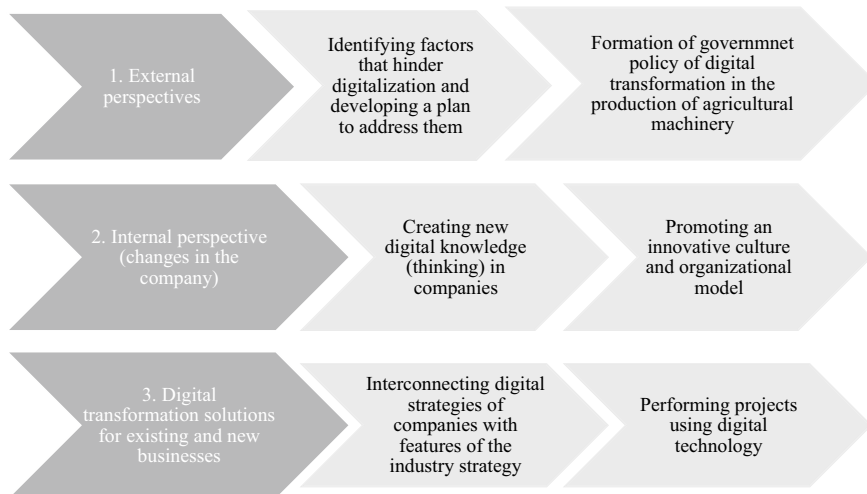 1. External
perspectives
Identifying factors
that hinder
digitalization and
developing a plan
to address them
Formation of governmnet
policy of digital
transformation in the
production of agricultural
machinery
2. Internal perspective
(changes in the
company)
Creating new
digital knowledge
(thinking) in
companies
Promoting an
innovative culture
and organizational
model
3. Digital
transformation solutions
for existing and new
businesses
Interconnecting digital
strategies of
companies with
features of the
industry strategy
Performing projects
using digital
technology